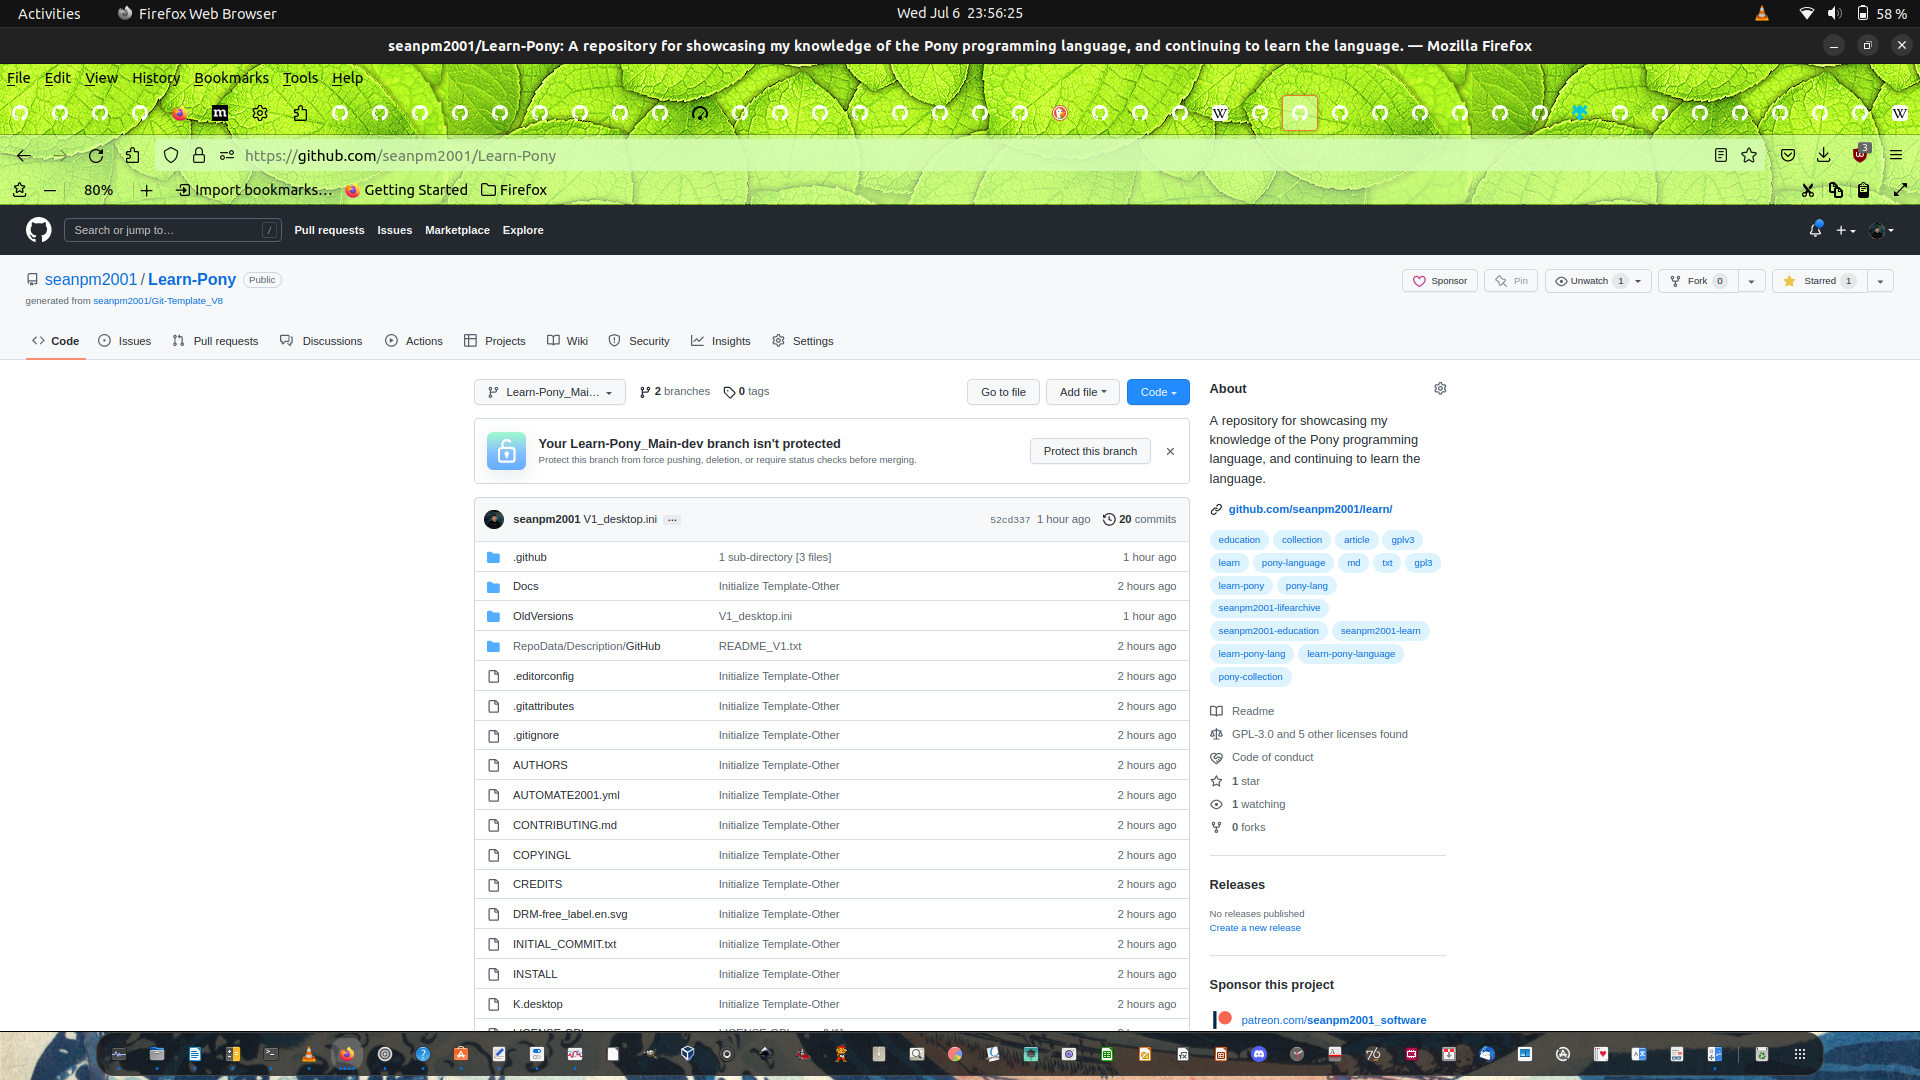 Activities
Firefox Web Browser
Wed Jul 6 23:56:25
58 %
seanpm2001/Learn-Pony: A repository for showcasing my knowledge of the Pony programming language, and continuing to learn the language. — Mozilla Firefox
File Edit View History Bookmarks Tools Help
https://github.com/seanpm2001/Learn-Pony
3
80%
Import bookmarks…
Getting Started
Firefox
Search or jump to…
/
Pull requests
Issues
Marketplace
Explore
seanpm2001 / Learn-Pony
Public
generated from seanpm2001/Git-Template_V8
Sponsor
Pin
Unwatch 1
Fork 0
Starred 1
Code
Issues
Pull requests
Discussions
Actions
Projects
Wiki
Security
Insights
Settings
Learn-Pony_Mai…
2 branches
0 tags
Go to file
Add file
Code
Your Learn-Pony_Main-dev branch isn't protected
Protect this branch from force pushing, deletion, or require status checks before merging.
Protect this branch
seanpm2001 V1_desktop.ini …
52cd337 1 hour ago
20 commits
.github 1 sub-directory [3 files] 1 hour ago
Docs Initialize Template-Other 2 hours ago
OldVersions V1_desktop.ini 1 hour ago
RepoData/Description/GitHub README_V1.txt 2 hours ago
.editorconfig Initialize Template-Other 2 hours ago
.gitattributes Initialize Template-Other 2 hours ago
.gitignore Initialize Template-Other 2 hours ago
AUTHORS Initialize Template-Other 2 hours ago
AUTOMATE2001.yml Initialize Template-Other 2 hours ago
CONTRIBUTING.md Initialize Template-Other 2 hours ago
COPYINGL Initialize Template-Other 2 hours ago
CREDITS Initialize Template-Other 2 hours ago
DRM-free_label.en.svg Initialize Template-Other 2 hours ago
INITIAL_COMMIT.txt Initialize Template-Other 2 hours ago
INSTALL Initialize Template-Other 2 hours ago
K.desktop Initialize Template-Other 2 hours ago
About
A repository for showcasing my
knowledge of the Pony programming
language, and continuing to learn the
language.
github.com/seanpm2001/learn/
education collection article gplv3
learn pony-language md txt gpl3
learn-pony pony-lang
seanpm2001-lifearchive
seanpm2001-education seanpm2001-learn
learn-pony-lang learn-pony-language
pony-collection
Readme
GPL-3.0 and 5 other licenses found
Code of conduct
1 star
1 watching
0 forks
Releases
No releases published
Create a new release
Sponsor this project
patreon.com/seanpm2001_software